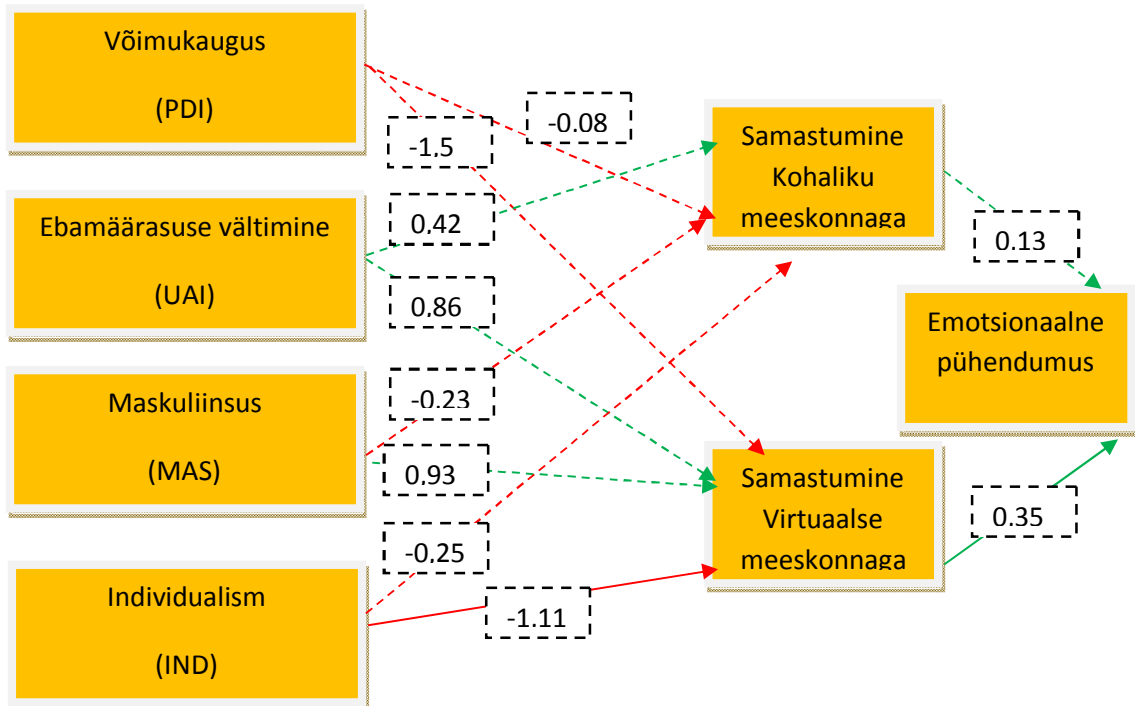 Võimukaugus
(PDI)
Ebamäärasuse vältimine
(UAI)
Maskuliinsus
(MAS)
Individualism
(IND)
-0.08
-1,5
0,42
0,86
-0.23
0,93
-0,25
-1.11
Samastumine
Kohaliku
meeskonnaga
Samastumine
Virtuaalse
meeskonnaga
0.13
0.35
Emotsionaalne
pühendumus